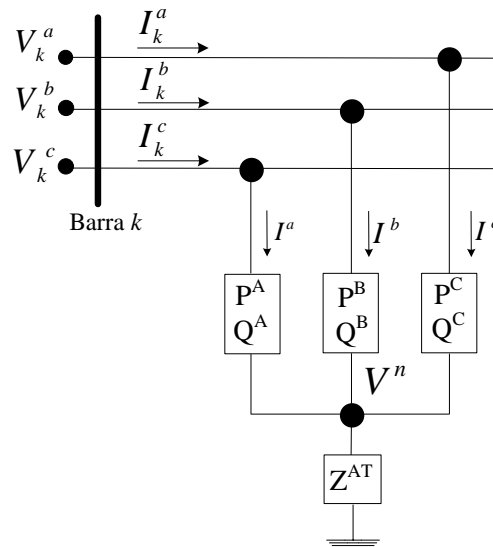 V_k^a
I_k^a
V_k^b
I_k^b
V_k^c
I_k^c
Barra k
I^a
I^b
P^A
Q^A
P^B
Q^B
P^C
Q^C
V^n
Z^AT